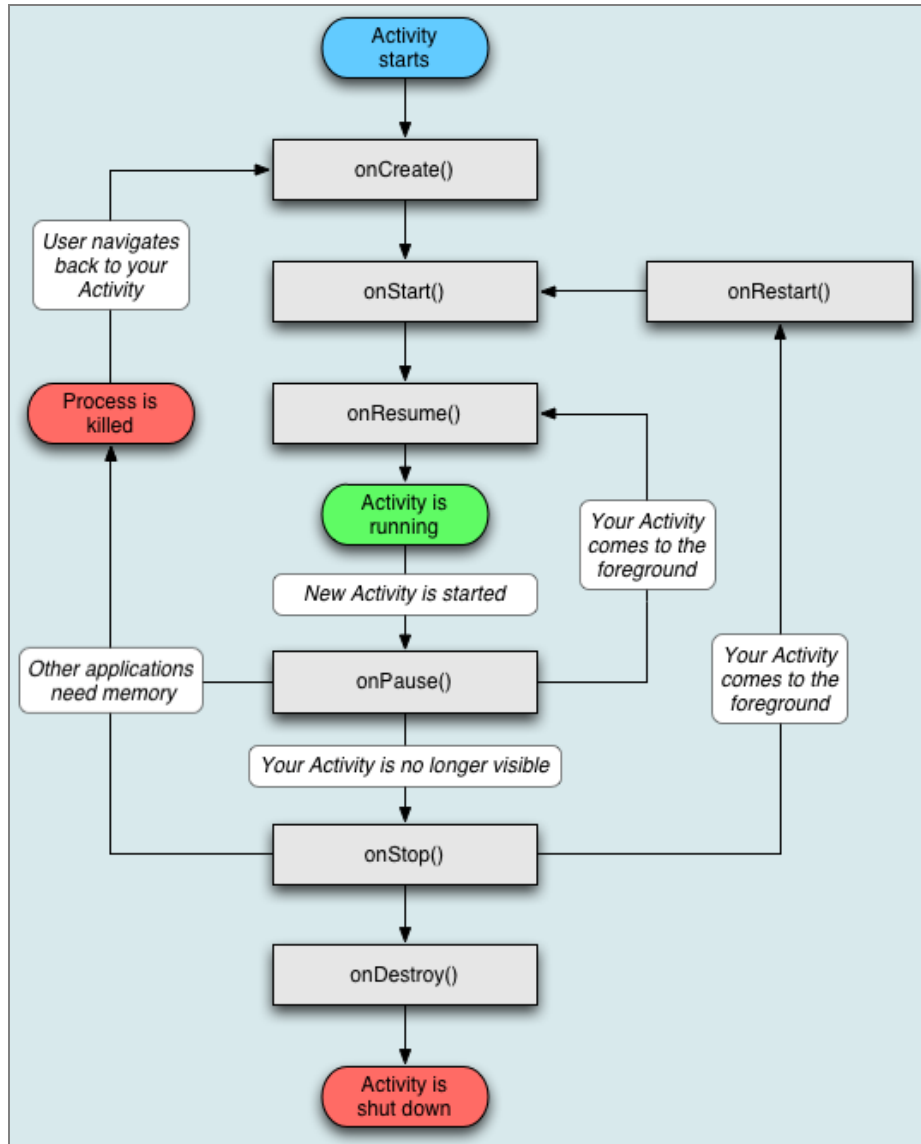 Activity
starts
onCreate()
User navigates
back to your
Activity
onStart()
onRestart()
Process is
killed
onResume()
Activity is
running
Your Activity
comes to the
foreground
New Activity is started
Other applications
need memory
onPause()
Your Activity
comes to the
foreground
Your Activity is no longer visible
onStop()
onDestroy()
Activity is
shut down